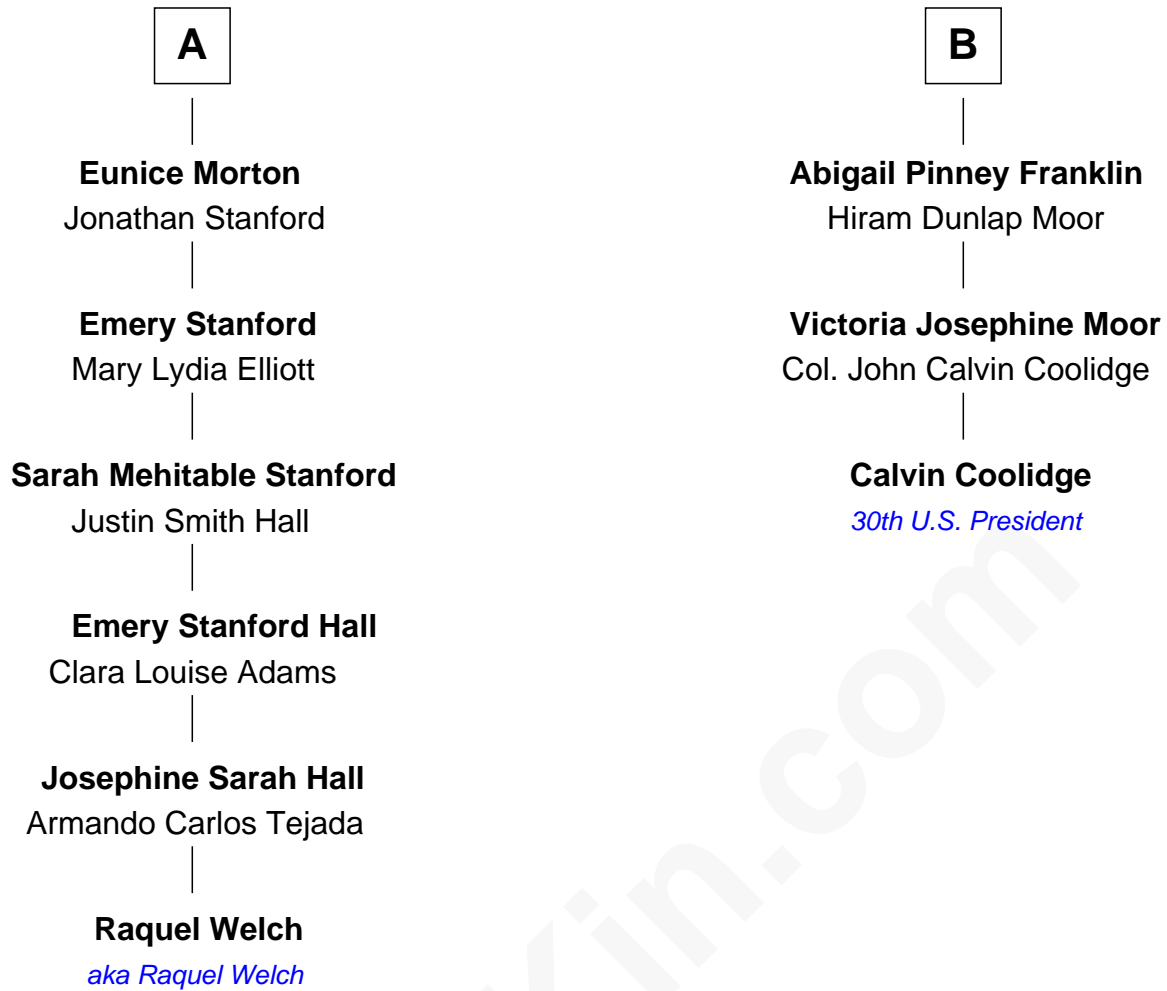 A
Eunice Morton
Jonathan Stanford
Emery Stanford
Mary Lydia Elliott
Sarah Mehitable Stanford
Justin Smith Hall
Emery Stanford Hall
Clara Louise Adams
Josephine Sarah Hall
Armando Carlos Tejada
Raquel Welch
aka Raquel Welch
B
Abigail Pinney Franklin
Hiram Dunlap Moor
Victoria Josephine Moor
Col. John Calvin Coolidge
Calvin Coolidge
30th U.S. President
Kin.com